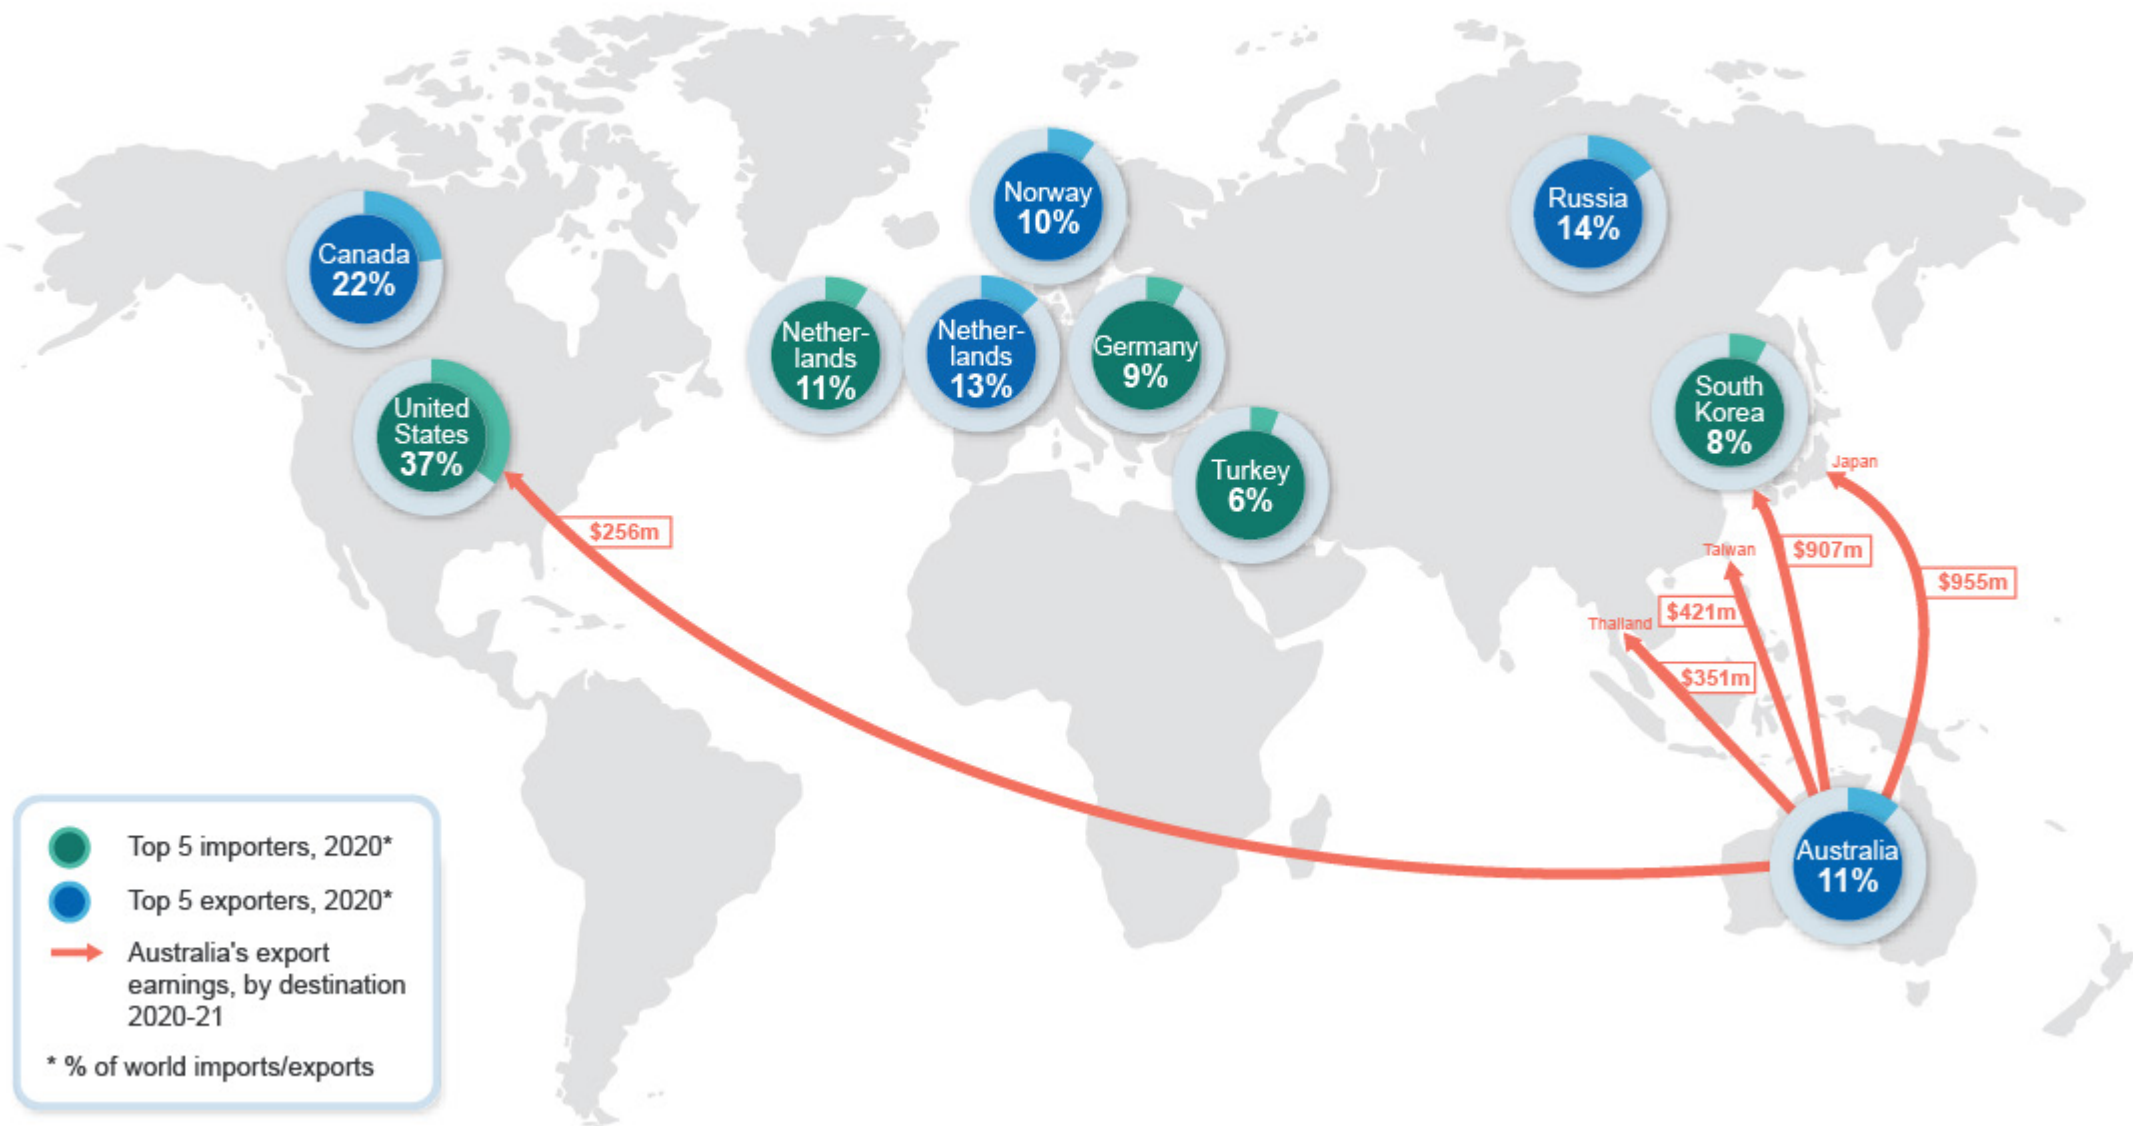 Norway
10%
Russia
14%
Canada
22%
Nether-
lands
11%
Nether-
lands
13%
Germany
9%
South
Korea
8%
United
States
37%
Turkey
6%
Japan
$256m
Taiwan
$907m
$955m
Thailand
$421m
$351m
Australia
11%
Top 5 importers, 2020*
Top 5 exporters, 2020*
Australia's export
earnings, by destination
2020-21
* % of world imports/exports